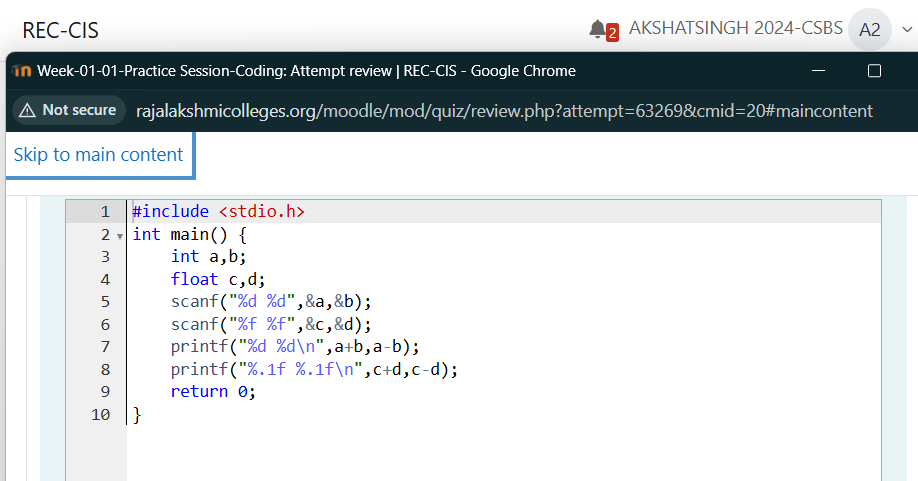 REC-CIS
2 AKSHATSINGH 2024-CSBS A2
m Week-01-01-Practice Session-Coding: Attempt review | REC-CIS - Google Chrome
Not secure rajalakshmicolleges.org/moodle/mod/quiz/review.php?attempt=63269&cmid=20#maincontent
Skip to main content
1 #include <stdio.h>
2 int main() {
3     int a,b;
4     float c,d;
5     scanf("%d %d",&a,&b);
6     scanf("%f %f",&c,&d);
7     printf("%d %d\n",a+b,a-b);
8     printf("%.1f %.1f\n",c+d,c-d);
9     return 0;
10 }